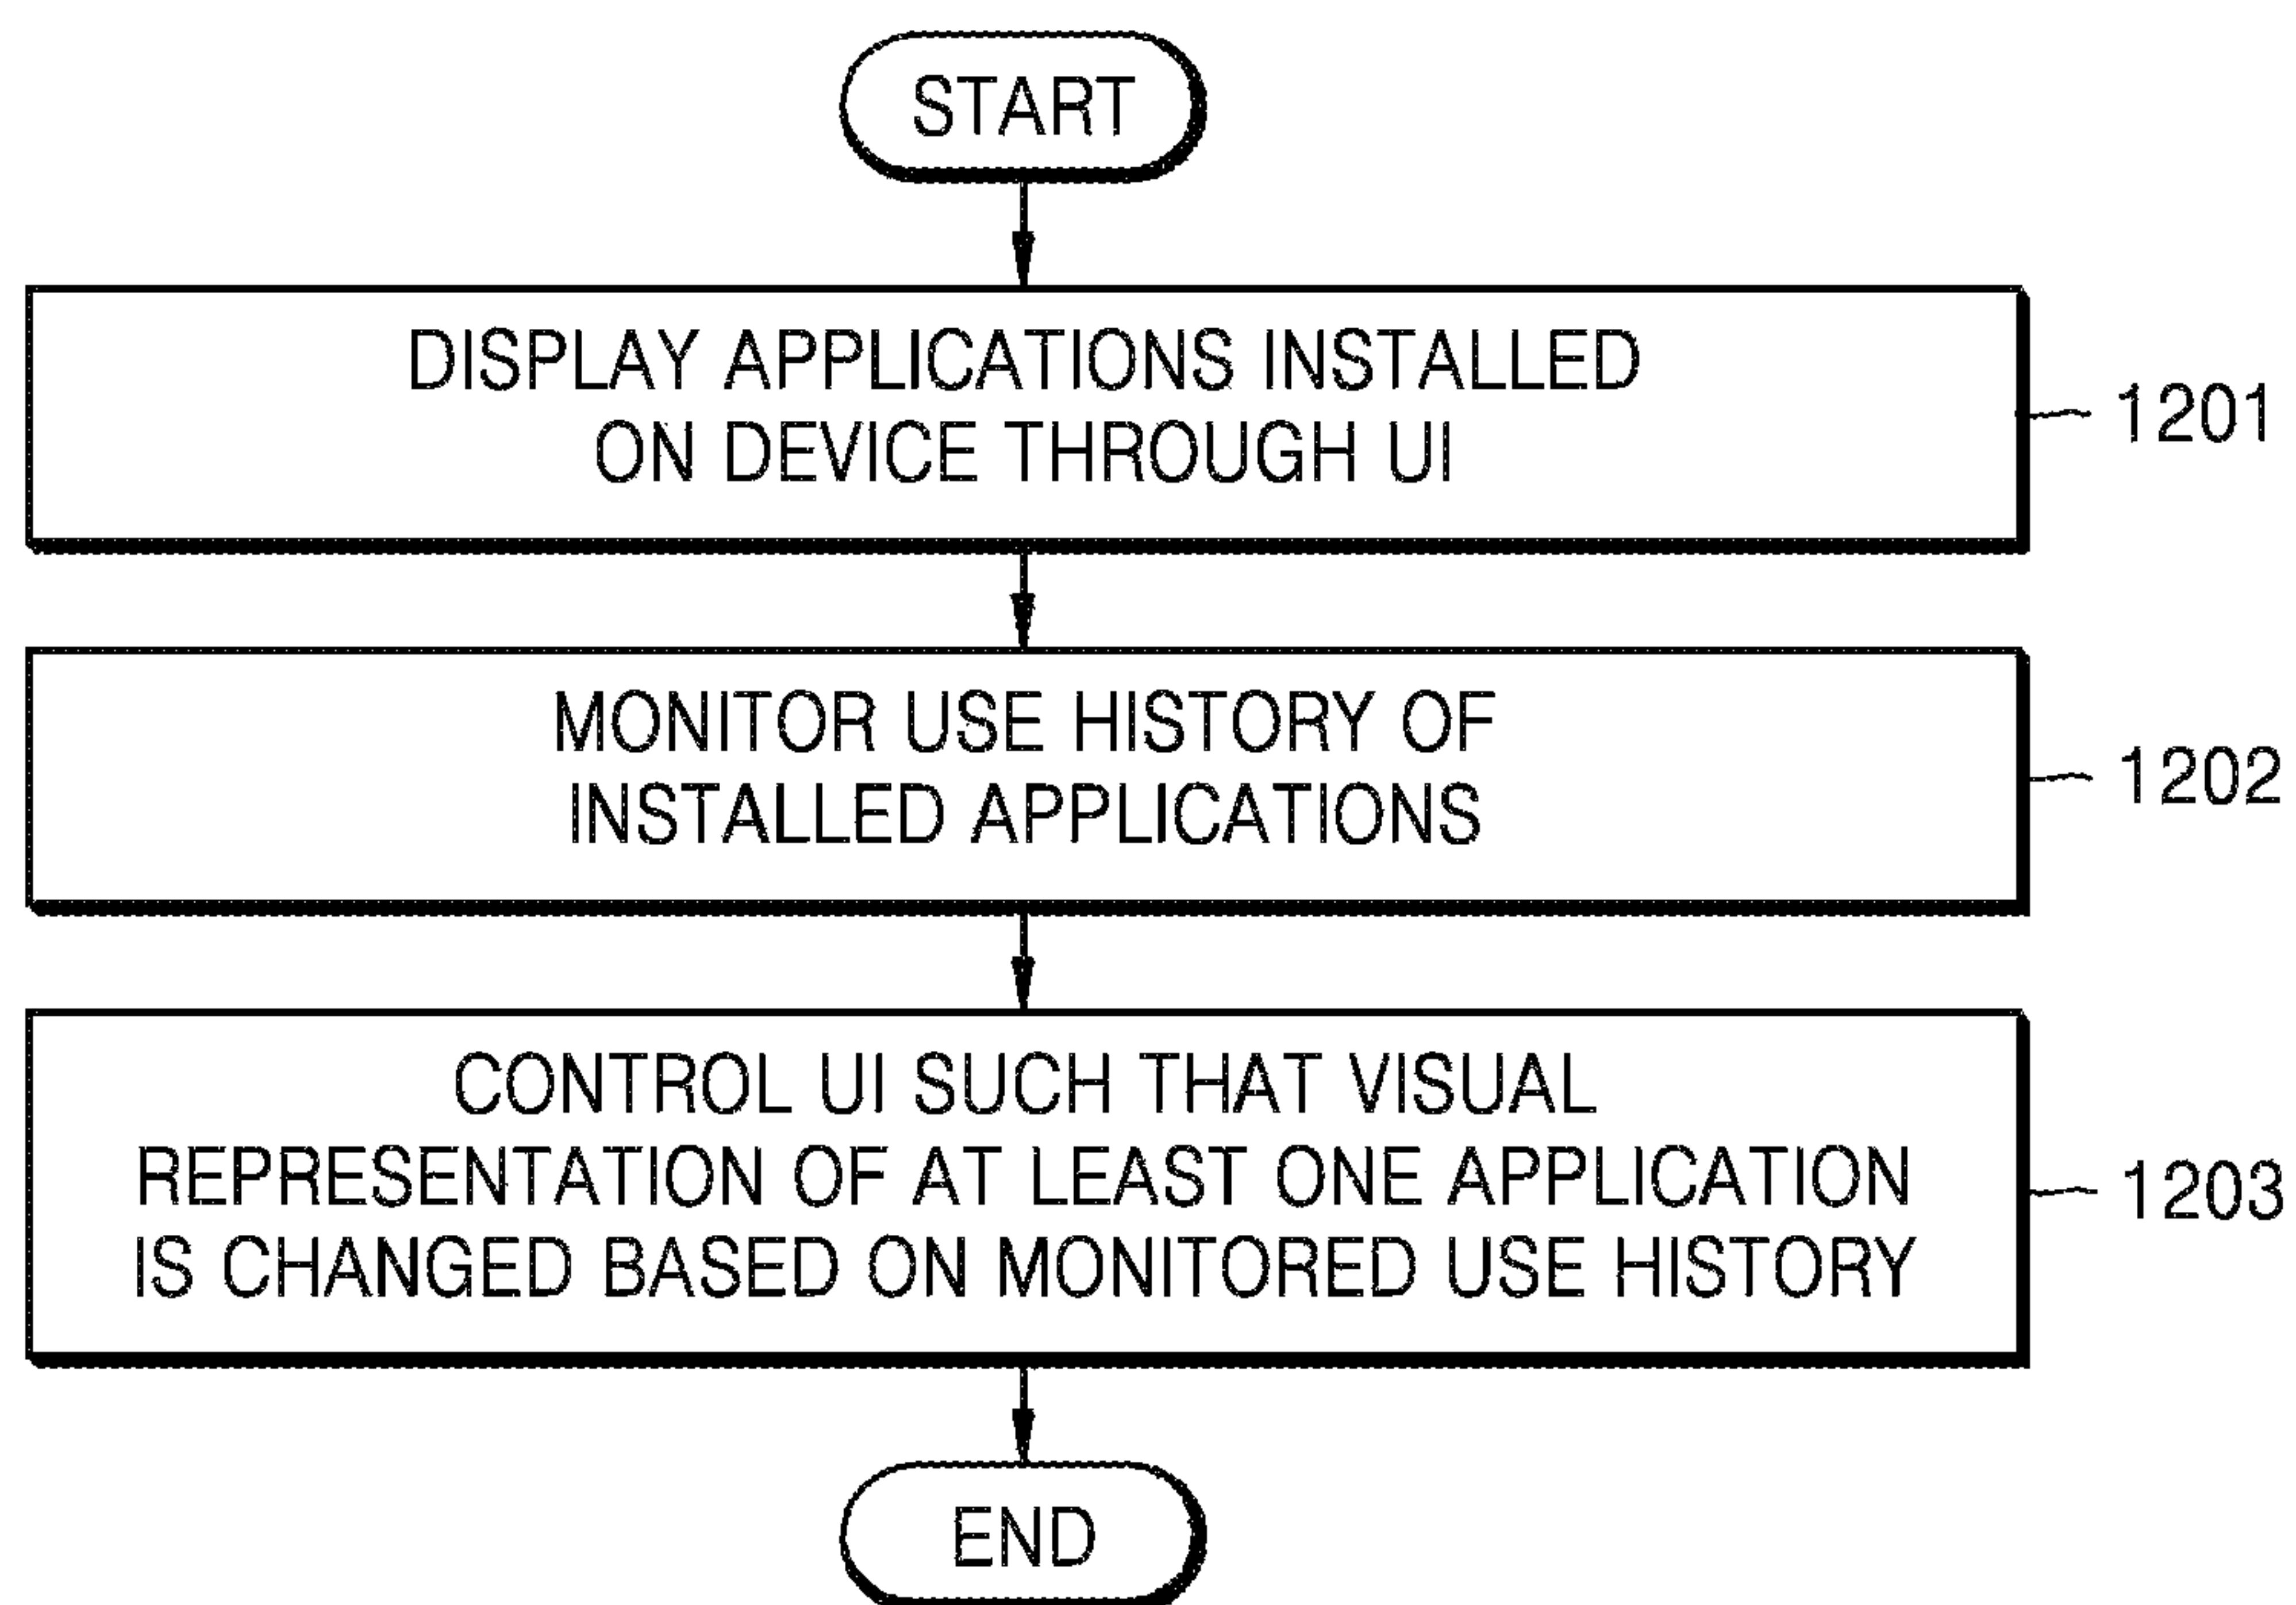 START
DISPLAY APPLICATIONS INSTALLED
ON DEVICE THROUGH UI
1201
MONITOR USE HISTORY OF
INSTALLED APPLICATIONS
1202
CONTROL UI SUCH THAT VISUAL
REPRESENTATION OF AT LEAST ONE APPLICATION
IS CHANGED BASED ON MONITORED USE HISTORY
1203
END